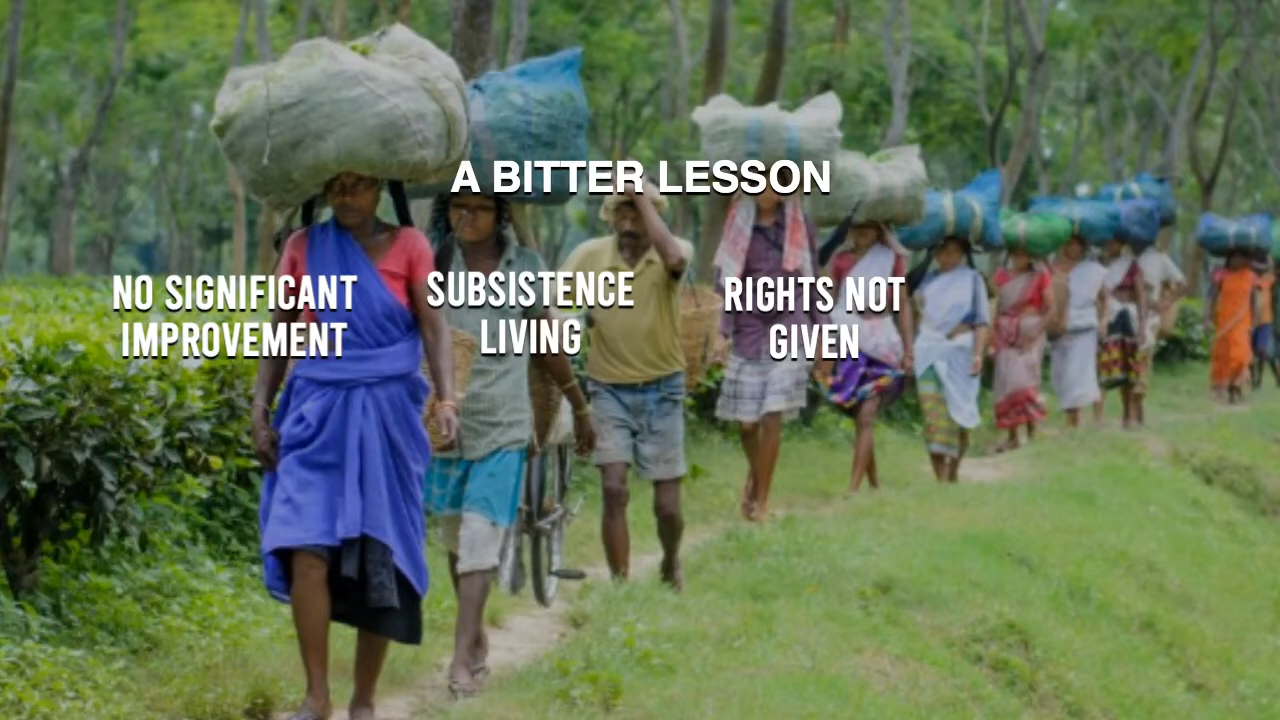 A BITTER LESSON
NO SIGNIFICANT
IMPROVEMENT
SUBSISTENCE
LIVING
RIGHTS NOT
GIVEN